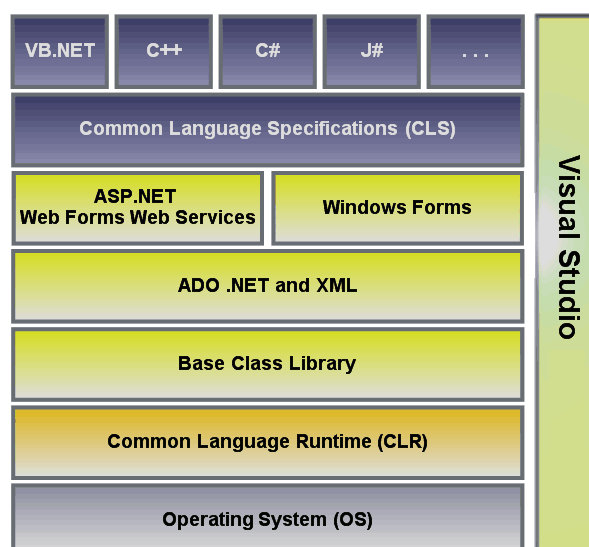 VB.NET
C++
C#
J#
. . .
Common Language Specifications (CLS)
ASP.NET
Web Forms Web Services
Windows Forms
ADO .NET and XML
Base Class Library
Common Language Runtime (CLR)
Operating System (OS)
Visual Studio